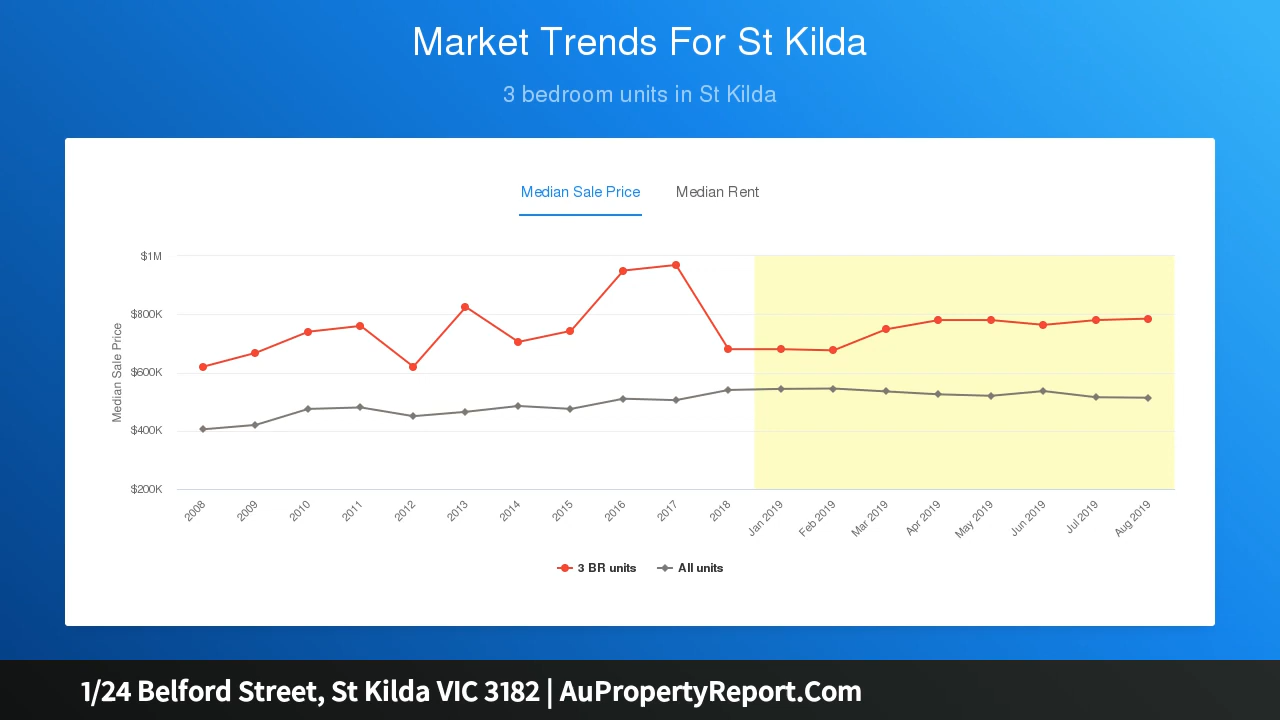 Market Trends For St Kilda
3 bedroom units in St Kilda
Median Sale Price Median Rent
Median Sale Price
$1M
$800K
$600K
$400K
$200K
2008 2009 2010 2011 2012 2013 2014 2015 2016 2017 2018 Jan 2019 Feb 2019 Mar 2019 Apr 2019 May 2019 Jun 2019 Jul 2019 Aug 2019
3 BR units All units
1/24 Belford Street, St Kilda VIC 3182 | AuPropertyReport.Com